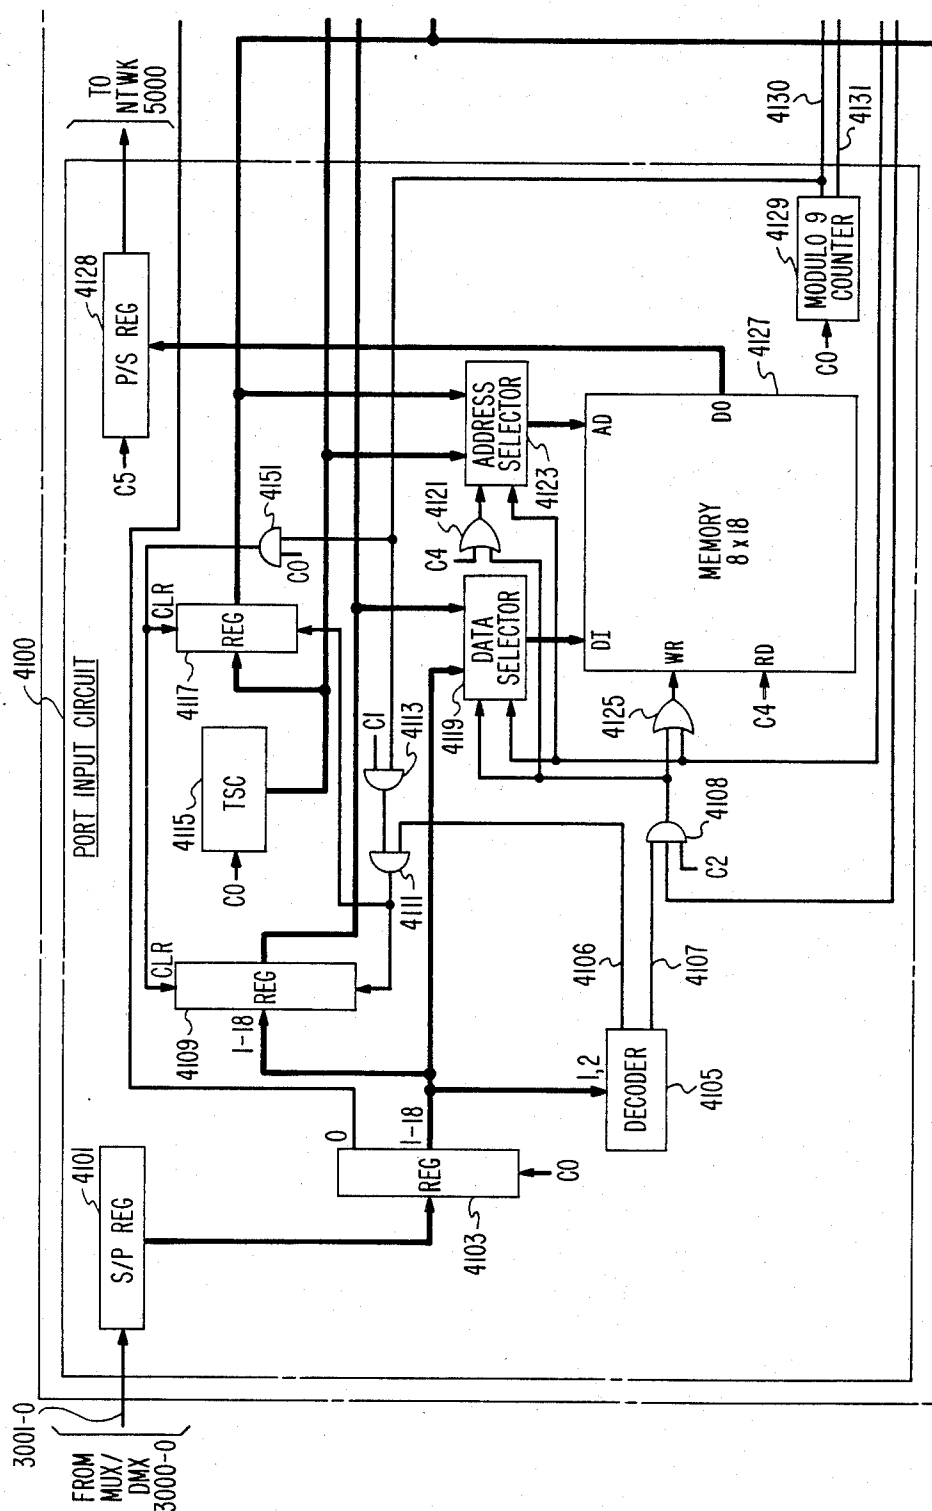 4100
PORT INPUT CIRCUIT
3001-0
FROM
MUX/
DMX
3000-0
S/P REG
4101
REG
4103
C0
0
1-18
1-18
REG
CLR
4109
DECODER
4105
1,2
4106
4107
TSC
4115
C0
REG
CLR
4117
4151
C0
4111
4113
C1
4108
C2
DATA
SELECTOR
4119
4121
C4
ADDRESS
SELECTOR
4123
4125
MEMORY
8 x 18
DI
AD
WR
RD
DO
C4
4127
P/S REG
4128
C5
TO
NTWK
5000
MODULO 9
COUNTER
4129
C0
4130
4131